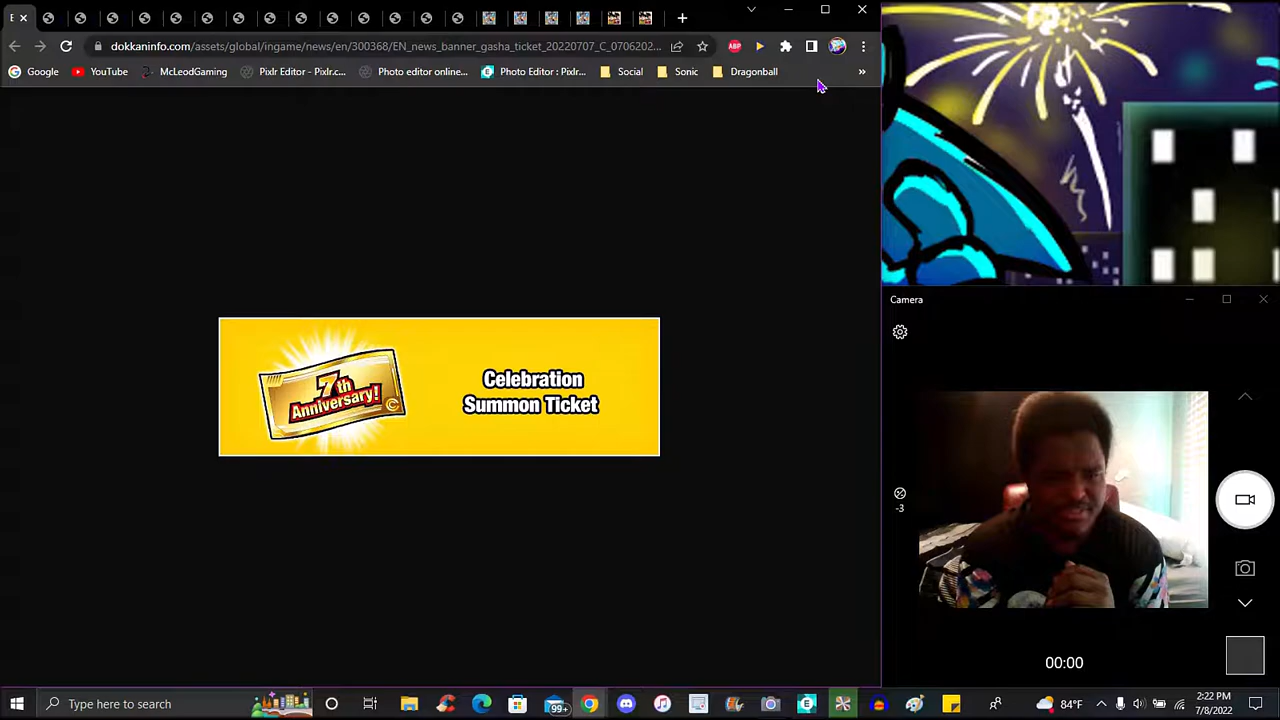 dokkaninfo.com/assets/global/ingame/news/en/300368/EN_news_banner_gasha_ticket_20220707_C_0706202...
ABP
Google
YouTube
McLeodGaming
Pixlr Editor - Pixlr.c...
Photo editor online...
Photo Editor : Pixlr...
Social
Sonic
Dragonball
»
7th
Anniversary!
Celebration
Summon Ticket
Camera
-3
00:00
Type here to search
99+
84°F
2:22 PM
7/8/2022